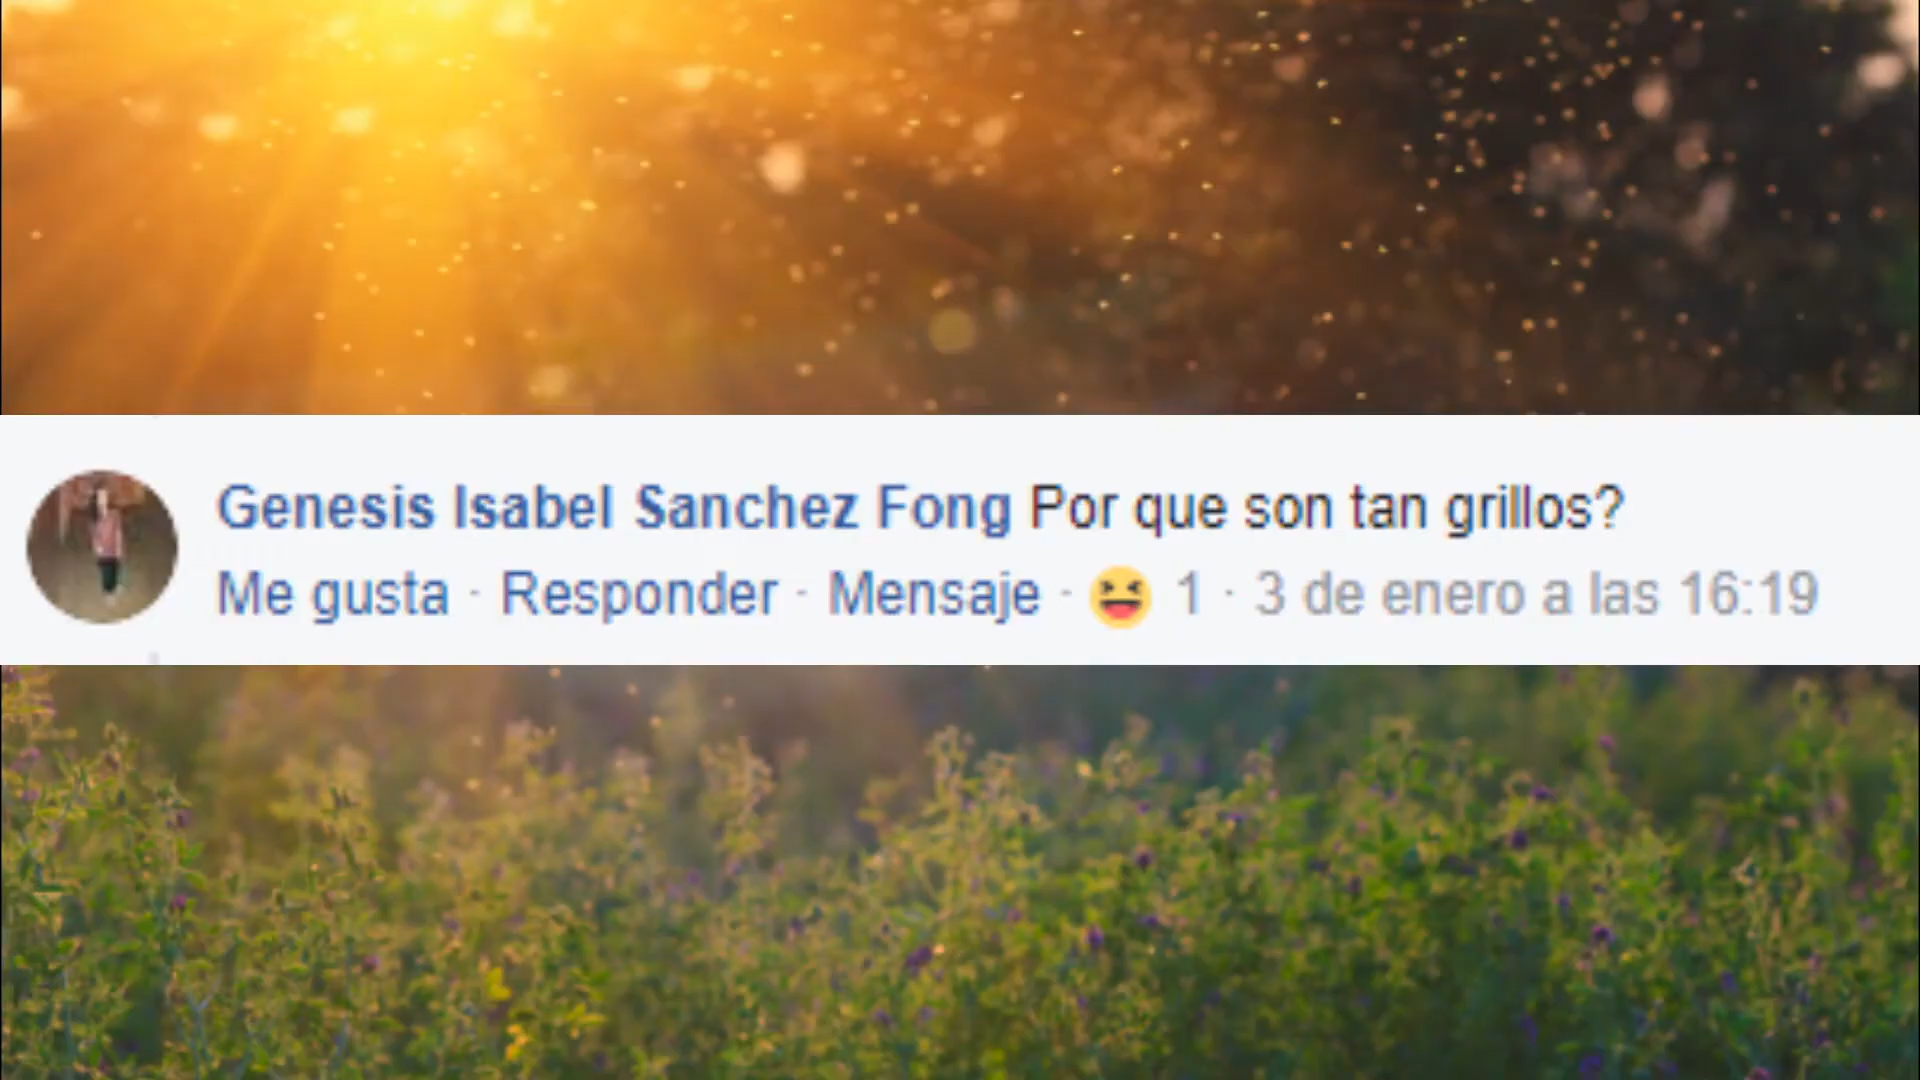 Genesis Isabel Sanchez Fong Por que son tan grillos?
Me gusta · Responder · Mensaje · 😆 1 · 3 de enero a las 16:19